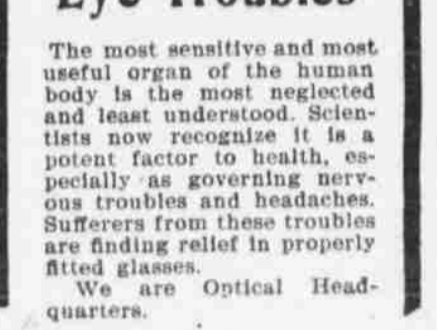 Eye Troubles
The most sensitive and most
useful organ of the human
body is the most neglected
and least understood. Scien-
tists now recognize it is a
potent factor to health, es-
pecially as governing nerv-
ous troubles and headaches.
Sufferers from these troubles
are finding relief in properly
fitted glasses.
We are Optical Head-
quarters.